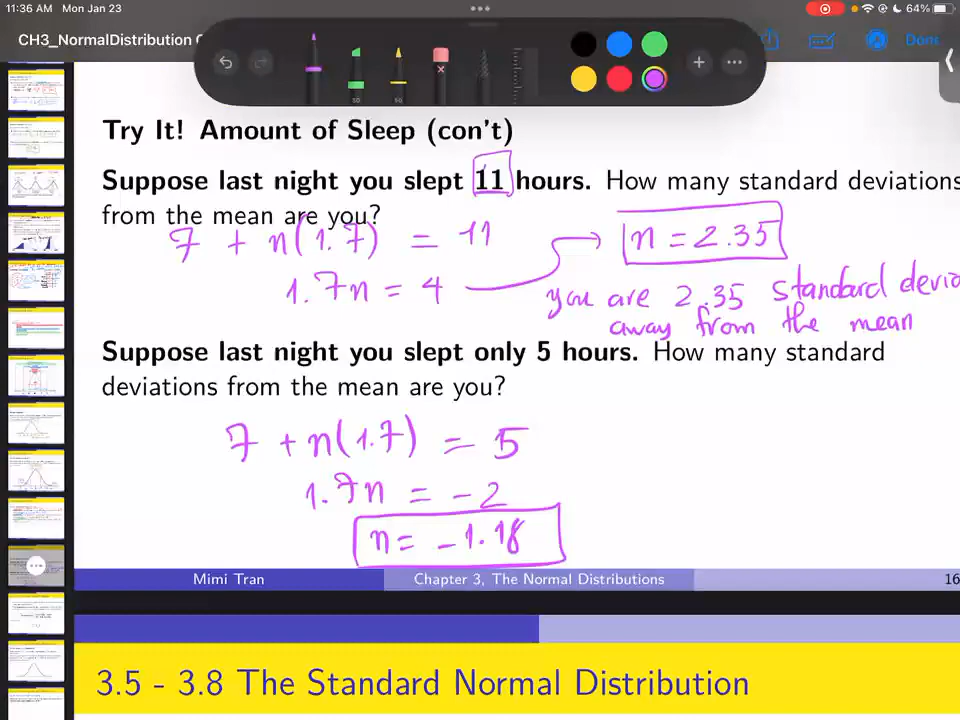 11:36 AM Mon Jan 23
64%
CH3_NormalDistribution
Done
50
50
Try It! Amount of Sleep (con't)
Suppose last night you slept 11 hours. How many standard deviations
from the mean are you?
7 + n(1.7) = 11
n = 2.35
1.7n = 4
you are 2.35 standard devia
away from the mean
Suppose last night you slept only 5 hours. How many standard
deviations from the mean are you?
7 + n(1.7) = 5
1.7n = -2
n = -1.18
Mimi Tran
Chapter 3, The Normal Distributions
16
3.5 - 3.8 The Standard Normal Distribution